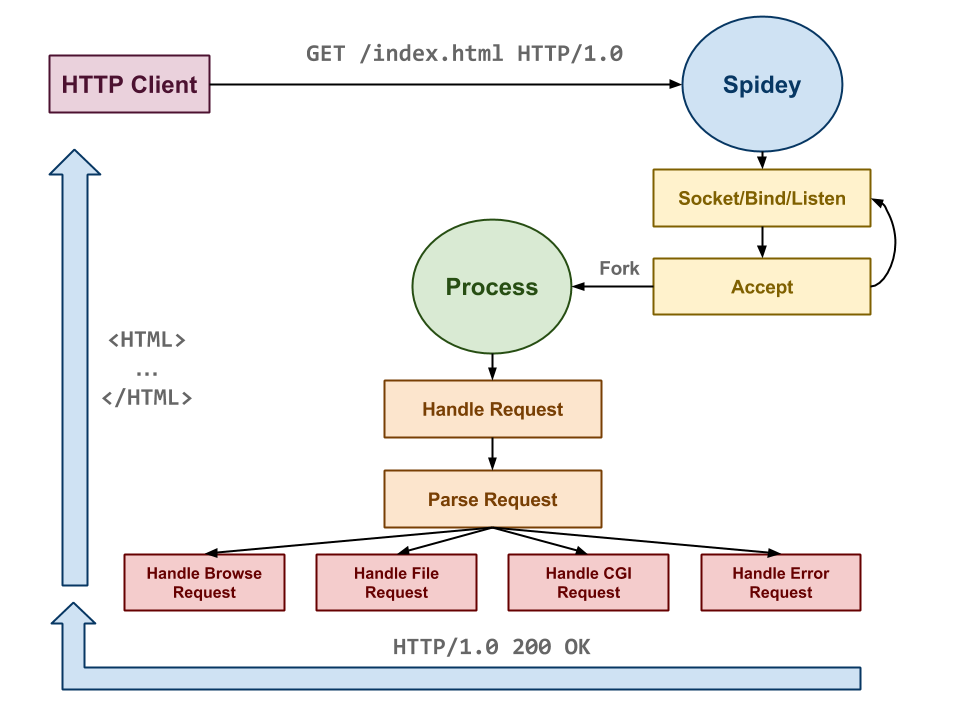 GET /index.html HTTP/1.0
HTTP Client
Spidey
Socket/Bind/Listen
Fork
Process
Accept
<HTML>
...
</HTML>
Handle Request
Parse Request
Handle Browse
Request
Handle File
Request
Handle CGI
Request
Handle Error
Request
HTTP/1.0 200 OK